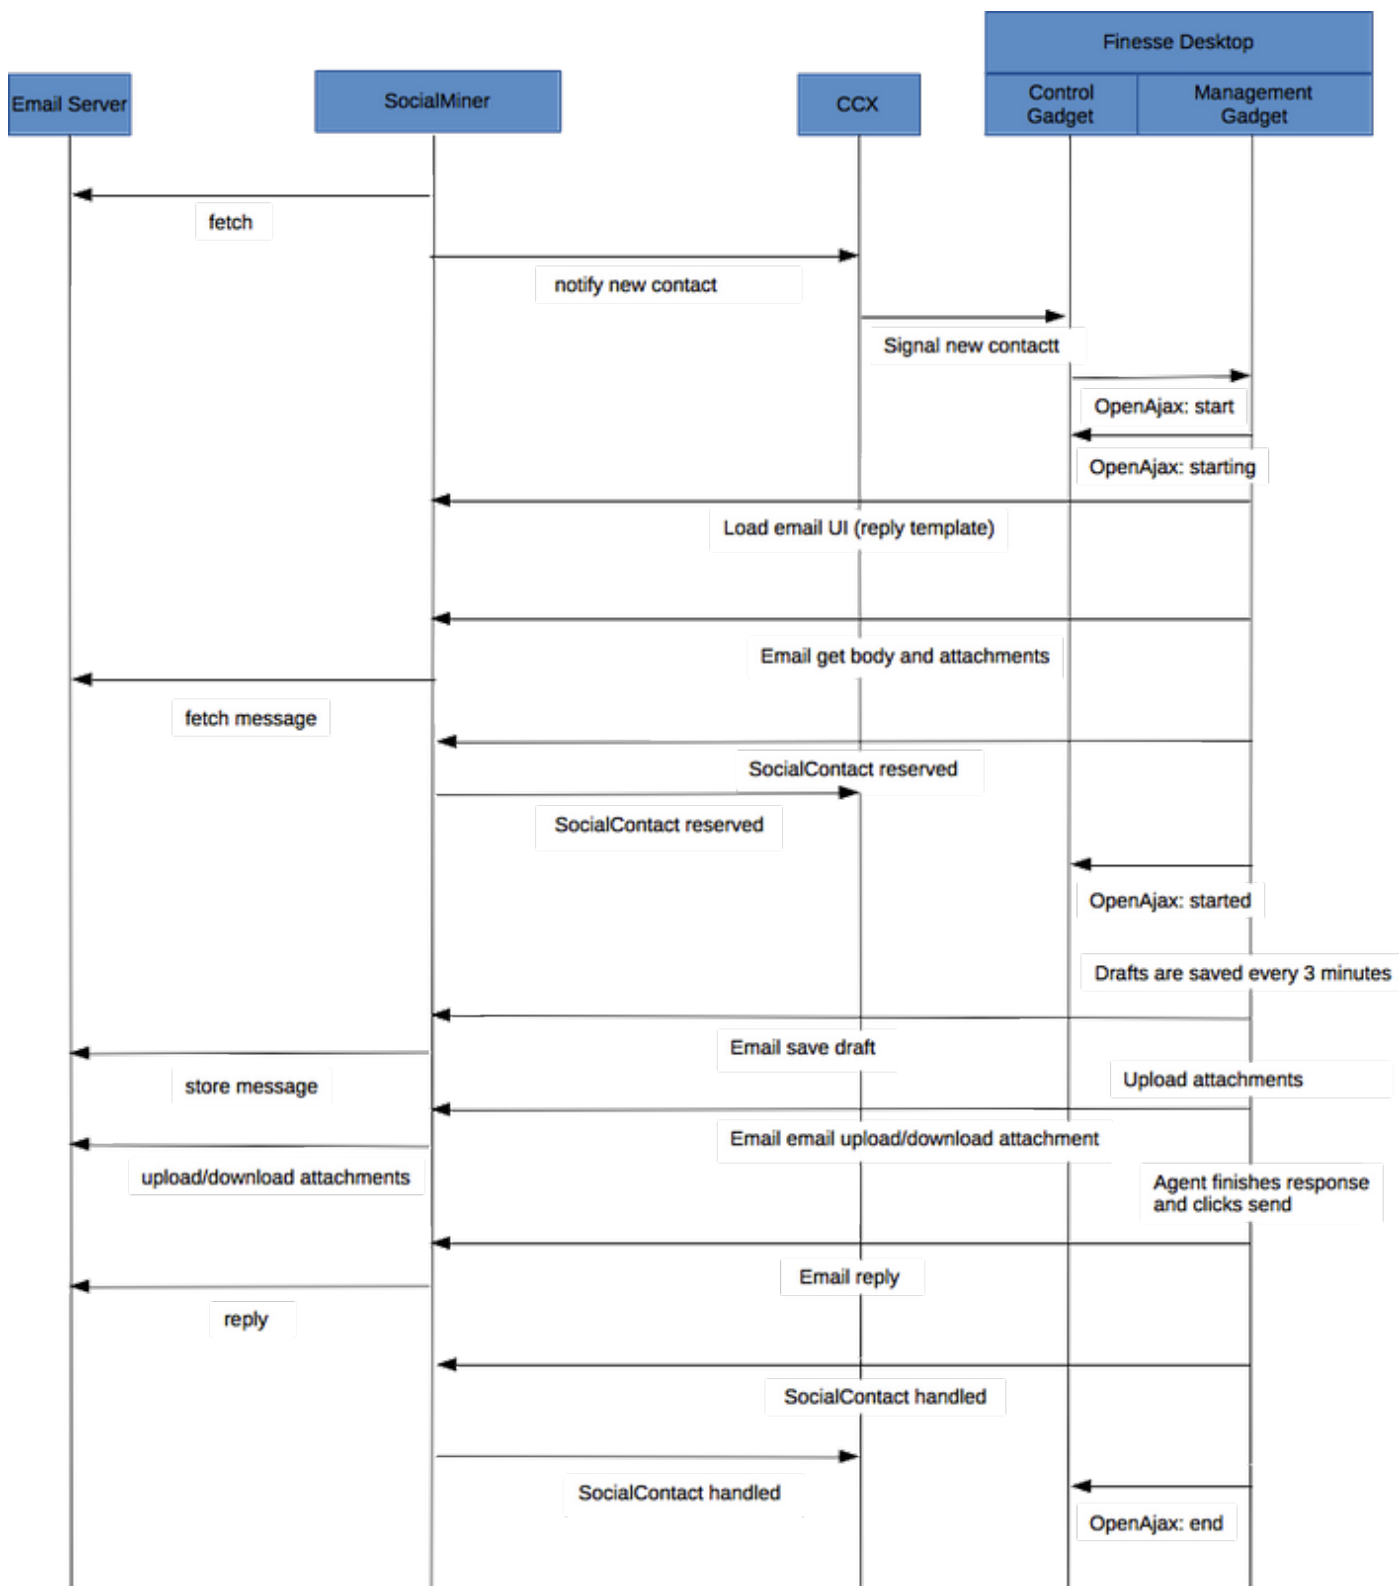 Finesse Desktop
Email Server
SocialMiner
CCX
Control
Gadget
Management
Gadget
fetch
notify new contact
Signal new contactt
OpenAjax: start
OpenAjax: starting
Load email UI (reply template)
Email get body and attachments
fetch message
SocialContact reserved
SocialContact reserved
OpenAjax: started
Drafts are saved every 3 minutes
Email save draft
store message
Upload attachments
Email email upload/download attachment
upload/download attachments
Agent finishes response
and clicks send
Email reply
reply
SocialContact handled
SocialContact handled
OpenAjax: end